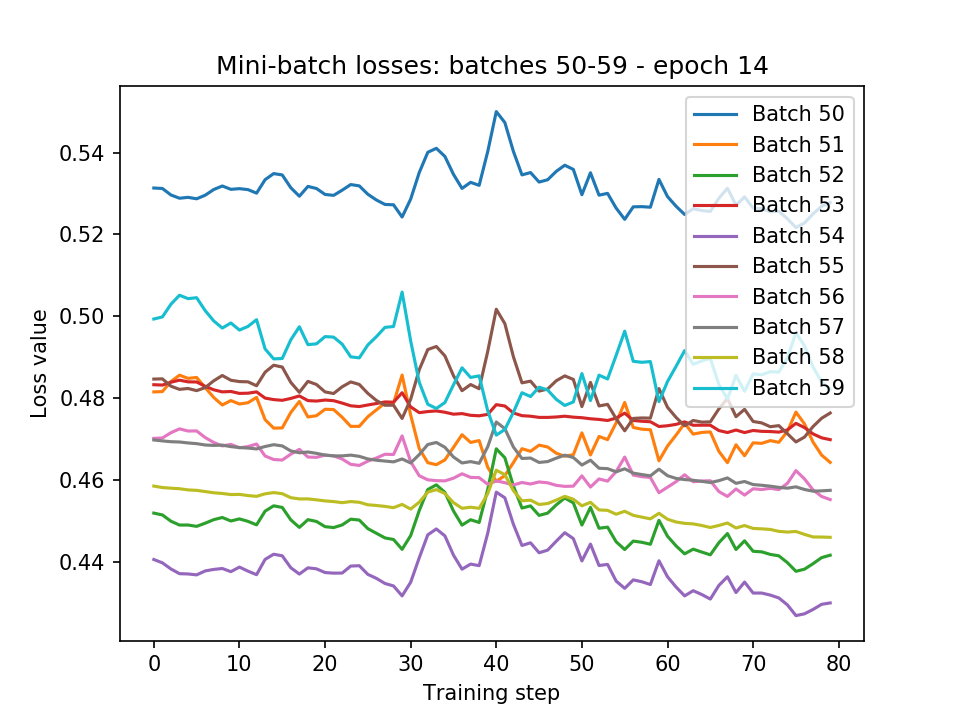 Mini-batch losses: batches 50-59 - epoch 14
Loss value
0.54
0.52
0.50
0.48
0.46
0.44
Batch 50
Batch 51
Batch 52
Batch 53
Batch 54
Batch 55
Batch 56
Batch 57
Batch 58
Batch 59
0 10 20 30 40 50 60 70 80
Training step